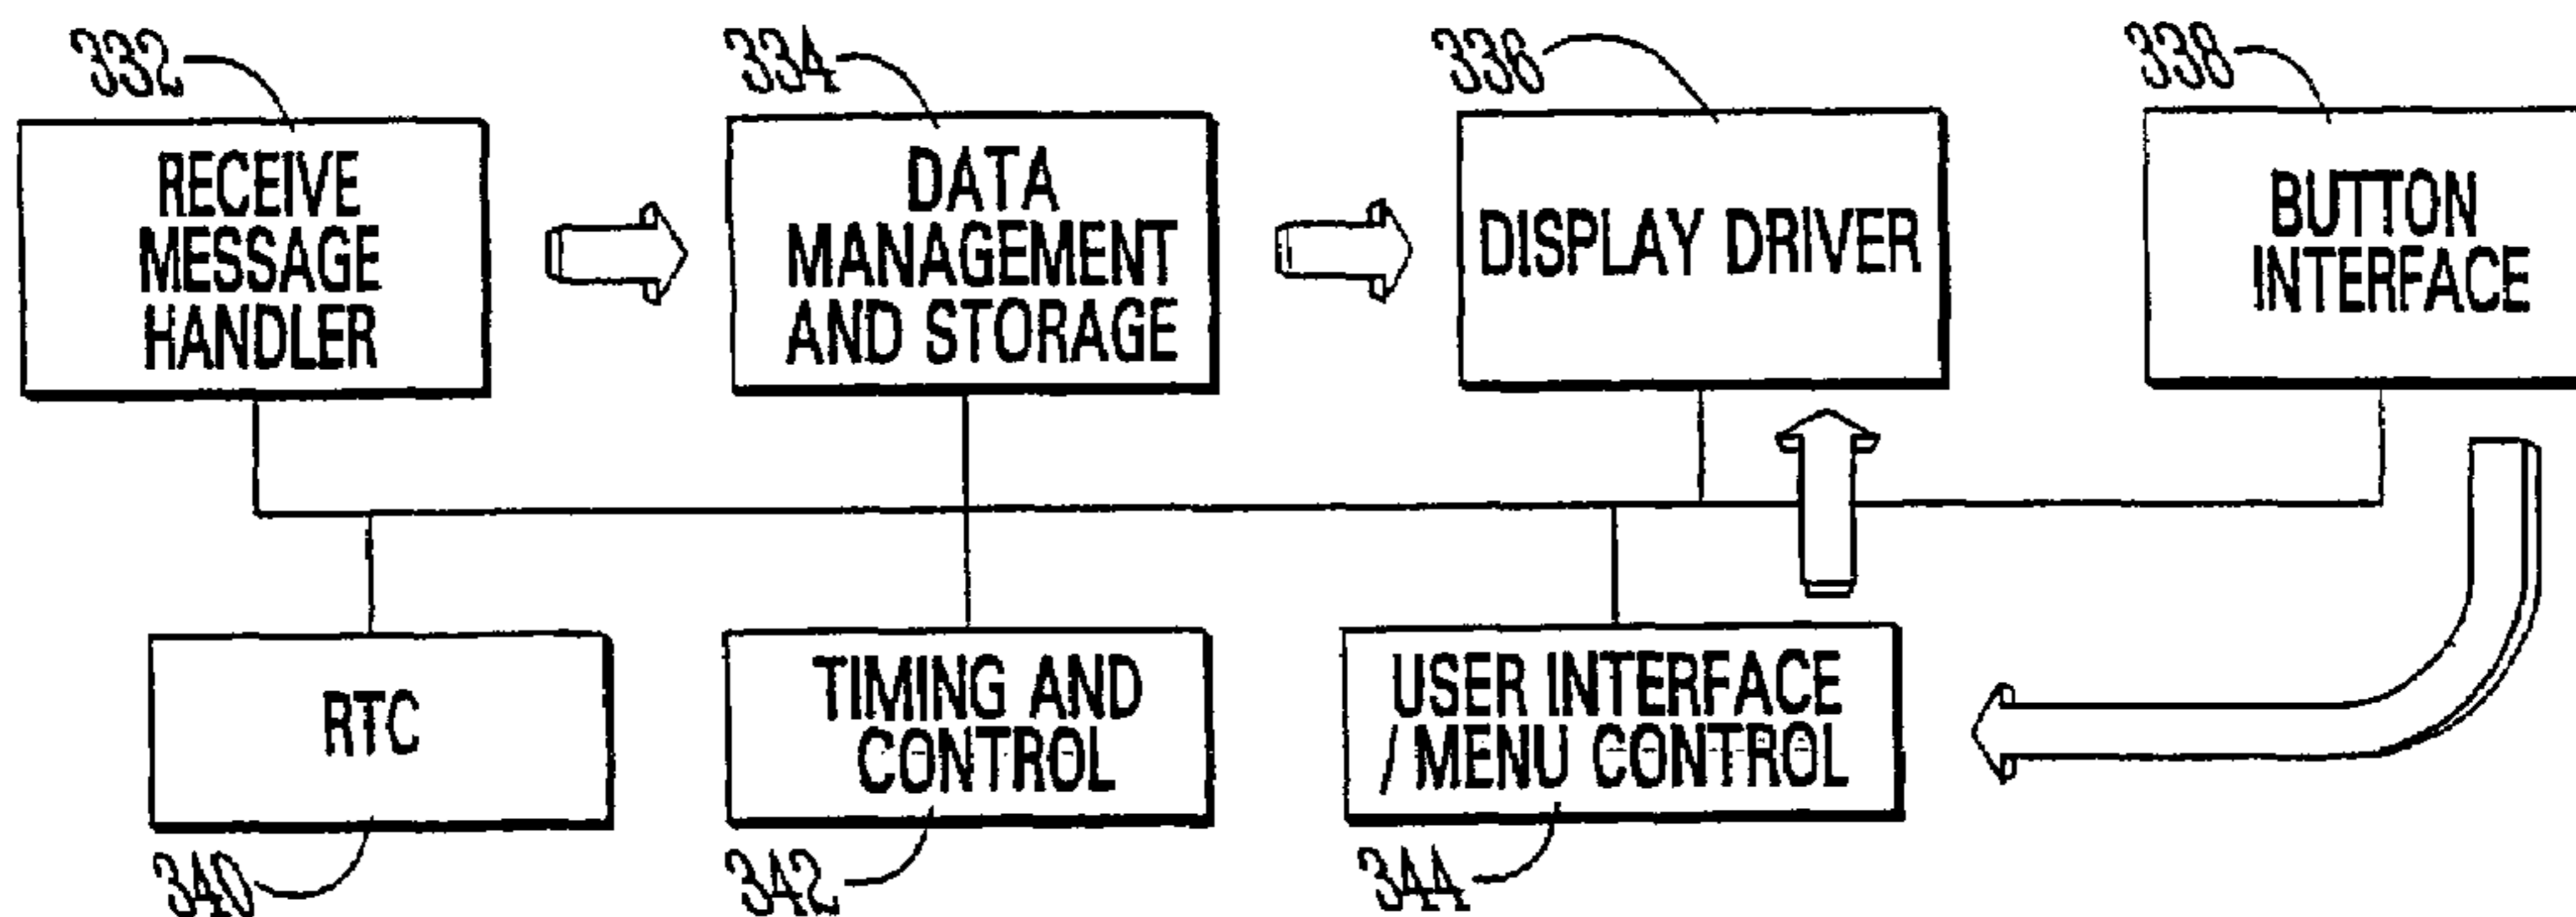 332
334
336
338
RECEIVE
MESSAGE
HANDLER
DATA
MANAGEMENT
AND STORAGE
DISPLAY DRIVER
BUTTON
INTERFACE
RTC
TIMING AND
CONTROL
USER INTERFACE
/ MENU CONTROL
340
342
344